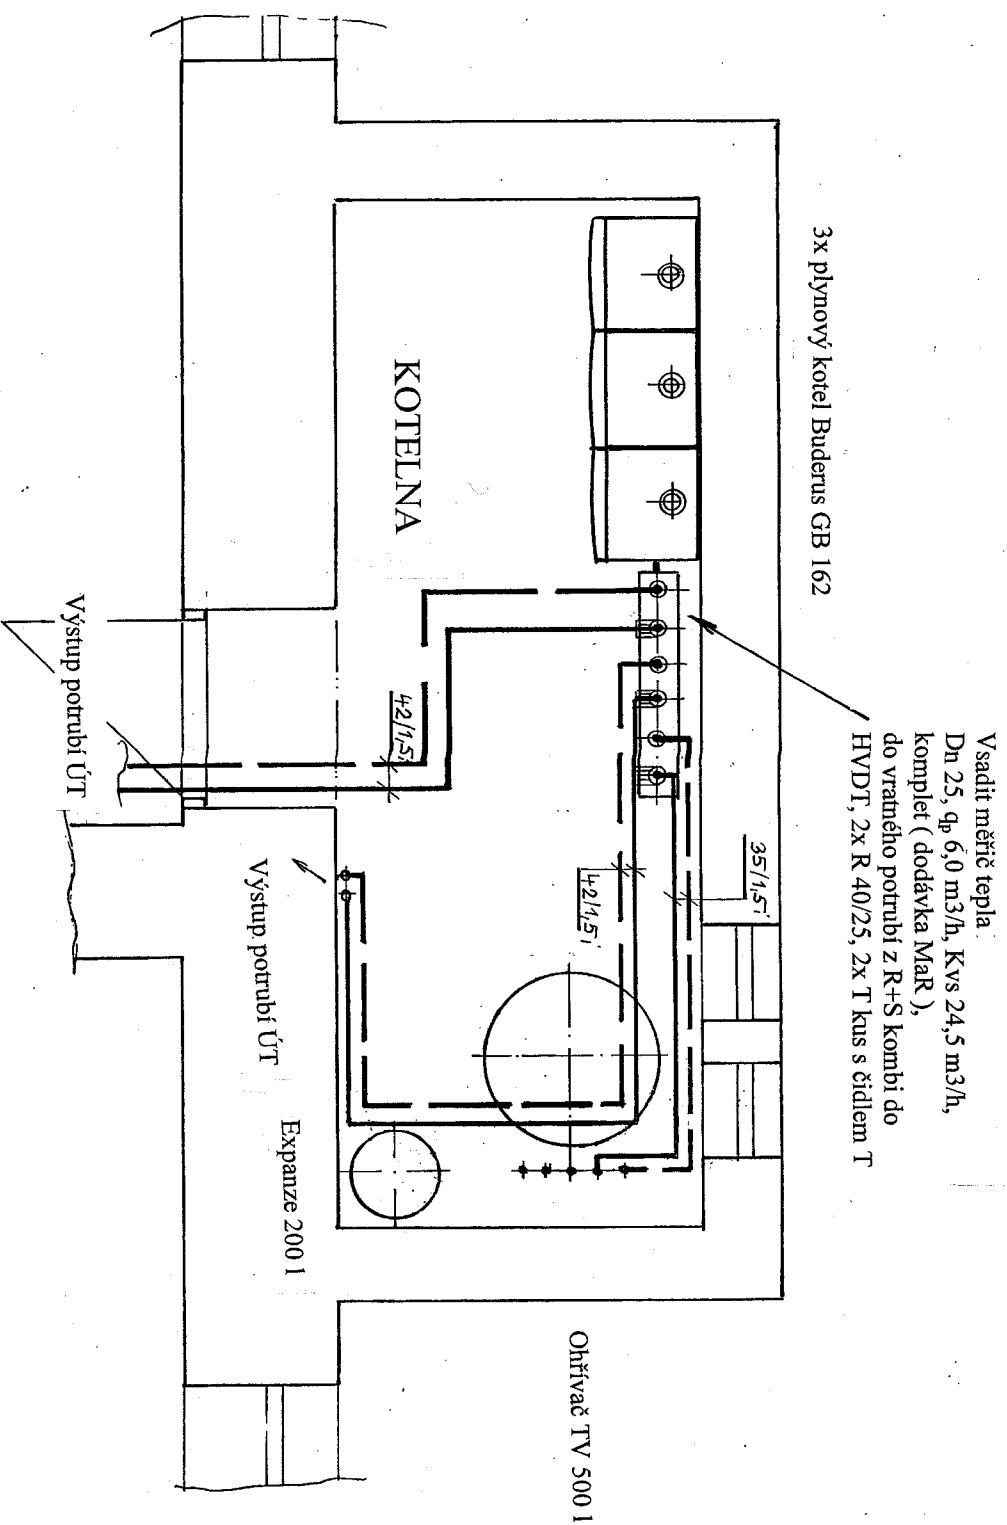 Vsadit měřič tepla
Dn 25, qp 6,0 m3/h, Kvs 24,5 m3/h,
komplet ( dodávka MaR ),
do vratného potrubí z R+S kombi do
HVDT, 2x R 40/25, 2x T kus s čidlem T
3x plynový kotel Buderus GB 162
35/1,5
42/1,5
KOTELNA
42/1,5
Ohřívač TV 500 l
Expanze 200 l
Výstup potrubí ÚT
Výstup potrubí ÚT